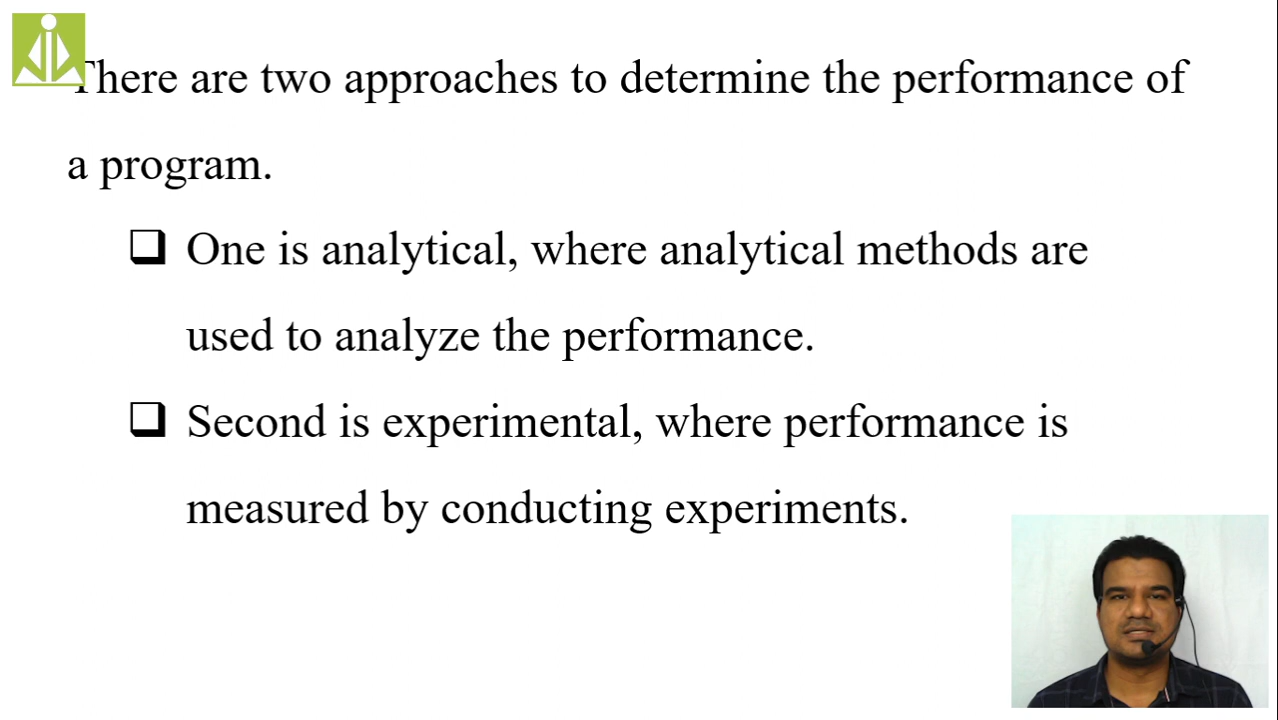 There are two approaches to determine the performance of
a program.
One is analytical, where analytical methods are
used to analyze the performance.
Second is experimental, where performance is
measured by conducting experiments.